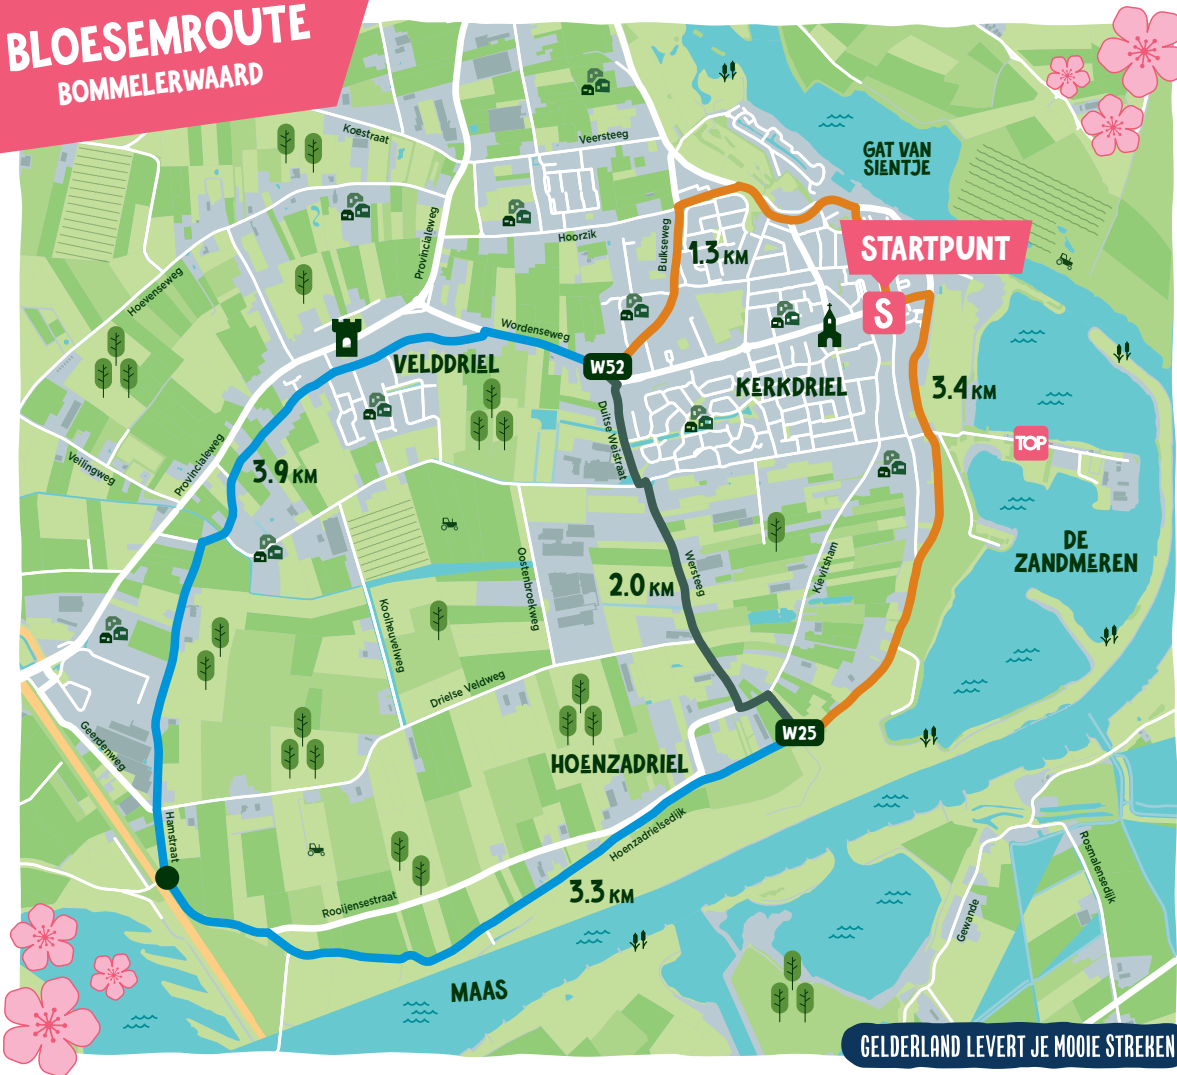 BLOESEMROUTE
BOMMELERWAARD
Koestraat
Veersteeg
GAT VAN
SIENTJE
Provincialeweg
Hoorzik
Bulkseweg
1.3 KM
STARTPUNT
S
Hoevenseweg
Wordenseweg
VELDDRIEL
W52
KERKDRIEL
3.4 KM
TOP
Duitse Weistraat
Veilingweg
Provincialeweg
3.9 KM
DE
ZANDMEREN
Oostenbroekweg
2.0 KM
Wersteeg
Kievitsham
Koolheuvelweg
Drielse Veldweg
Geerdenweg
HOENZADRIEL
W25
Hamstraat
Hoenzadrielsedijk
Rosmalensedijk
Rooijensestraat
3.3 KM
Gewande
MAAS
GELDERLAND LEVERT JE MOOIE STREKEN